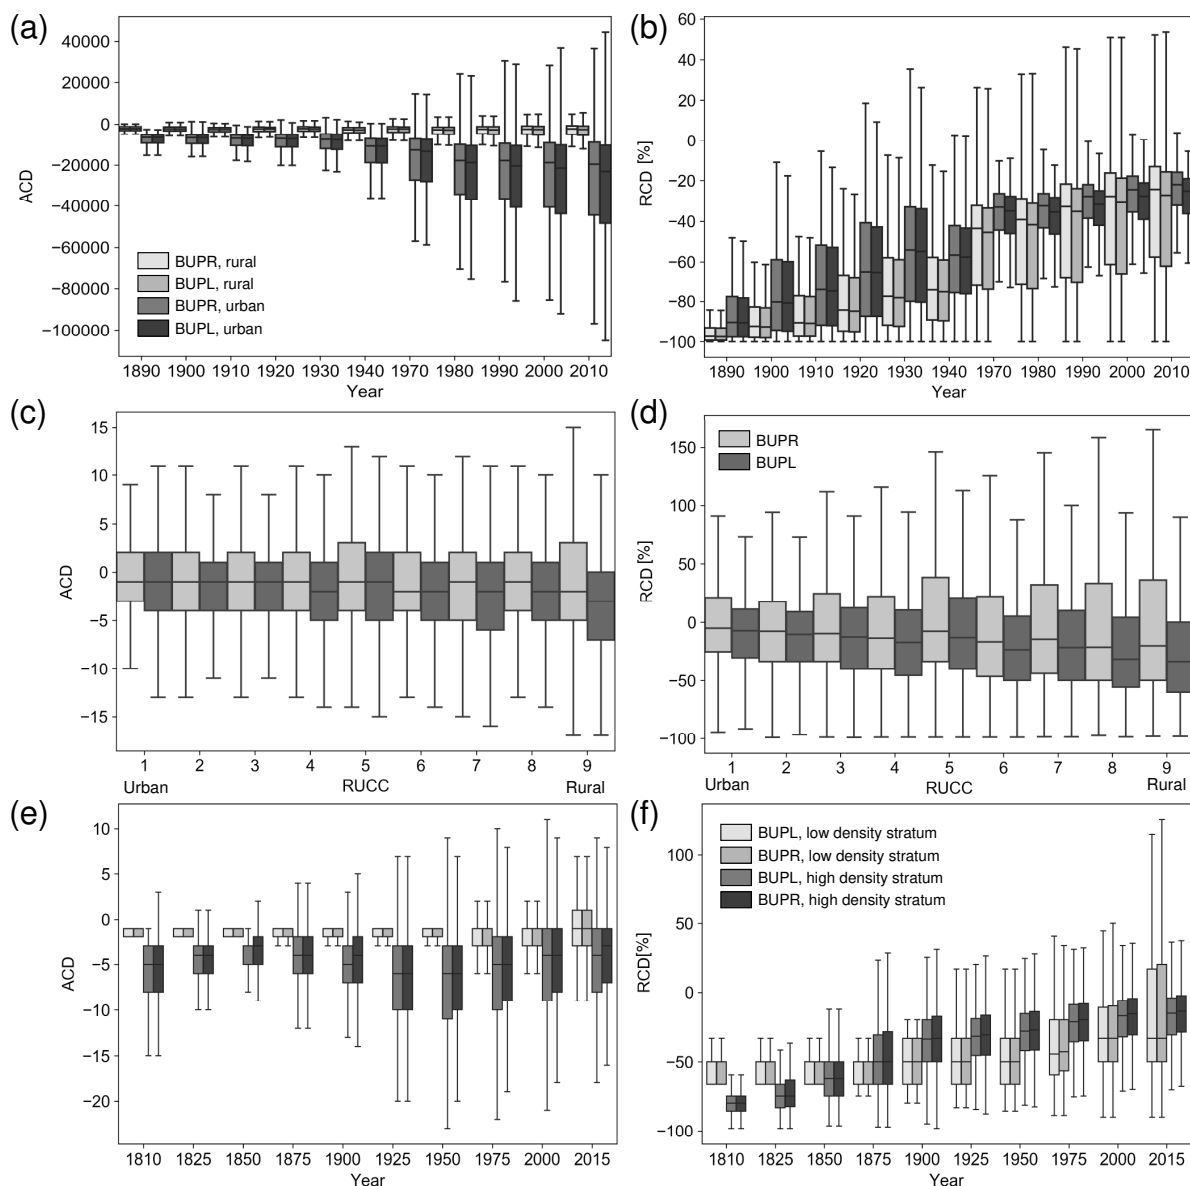 (a)
40000
20000
0
−20000
−40000
−60000
−80000
−100000
ACD
BUPR, rural
BUPL, rural
BUPR, urban
BUPL, urban
1890 1900 1910 1920 1930 1940 1970 1980 1990 2000 2010
Year
(b)
60
40
20
0
−20
−40
−60
−80
−100
RCD [%]
1890 1900 1910 1920 1930 1940 1970 1980 1990 2000 2010
Year
(c)
15
10
5
0
−5
−10
−15
ACD
1 2 3 4 5 6 7 8 9
Urban RUCC Rural
(d)
150
100
50
0
−50
−100
RCD [%]
BUPR
BUPL
1 2 3 4 5 6 7 8 9
Urban RUCC Rural
(e)
10
5
0
−5
−10
−15
−20
ACD
1810 1825 1850 1875 1900 1925 1950 1975 2000 2015
Year
(f)
100
50
0
−50
−100
RCD[%]
BUPL, low density stratum
BUPR, low density stratum
BUPL, high density stratum
BUPR, high density stratum
1810 1825 1850 1875 1900 1925 1950 1975 2000 2015
Year